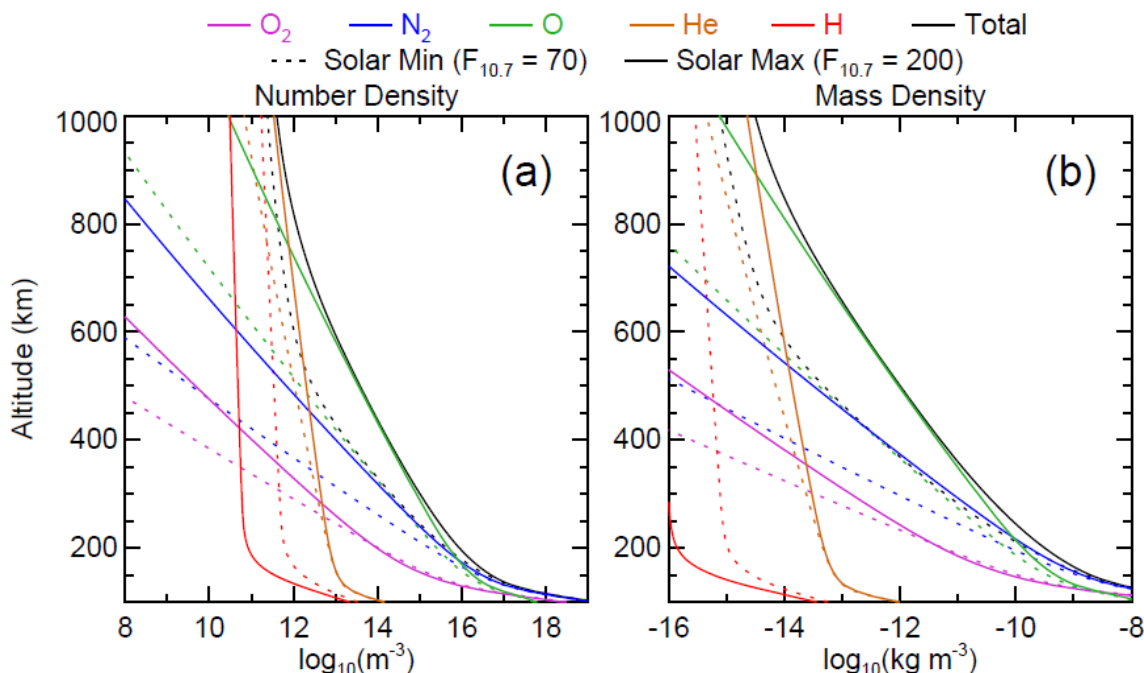 O₂ N₂ O He H Total
Solar Min (F₁₀.₇ = 70) Solar Max (F₁₀.₇ = 200)
Number Density Mass Density
(a) (b)
Altitude (km)
1000
800
600
400
200
8 10 12 14 16 18
log₁₀(m⁻³)
1000
800
600
400
200
-16 -14 -12 -10 -8
log₁₀(kg m⁻³)